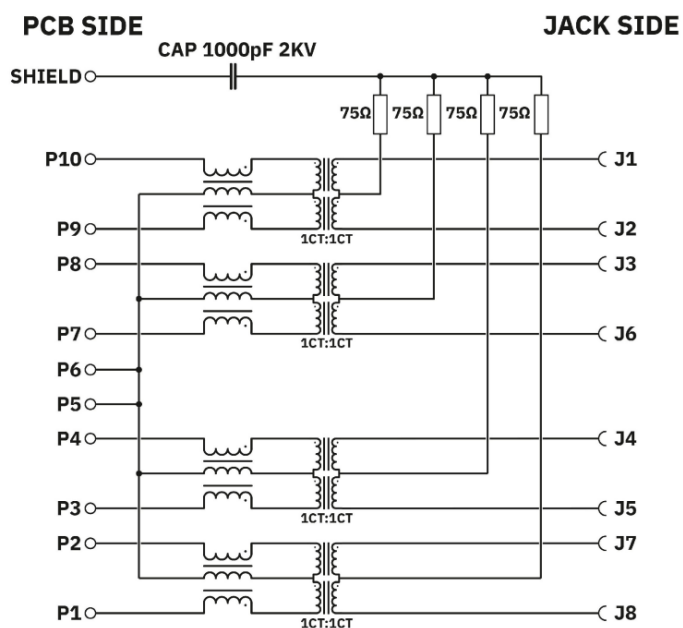 PCB SIDE
JACK SIDE
CAP 1000pF 2KV
SHIELD
75Ω 75Ω 75Ω 75Ω
P10
J1
P9
J2
1CT:1CT
P8
J3
P7
J6
1CT:1CT
P6
P5
P4
J4
P3
J5
1CT:1CT
P2
J7
P1
J8
1CT:1CT